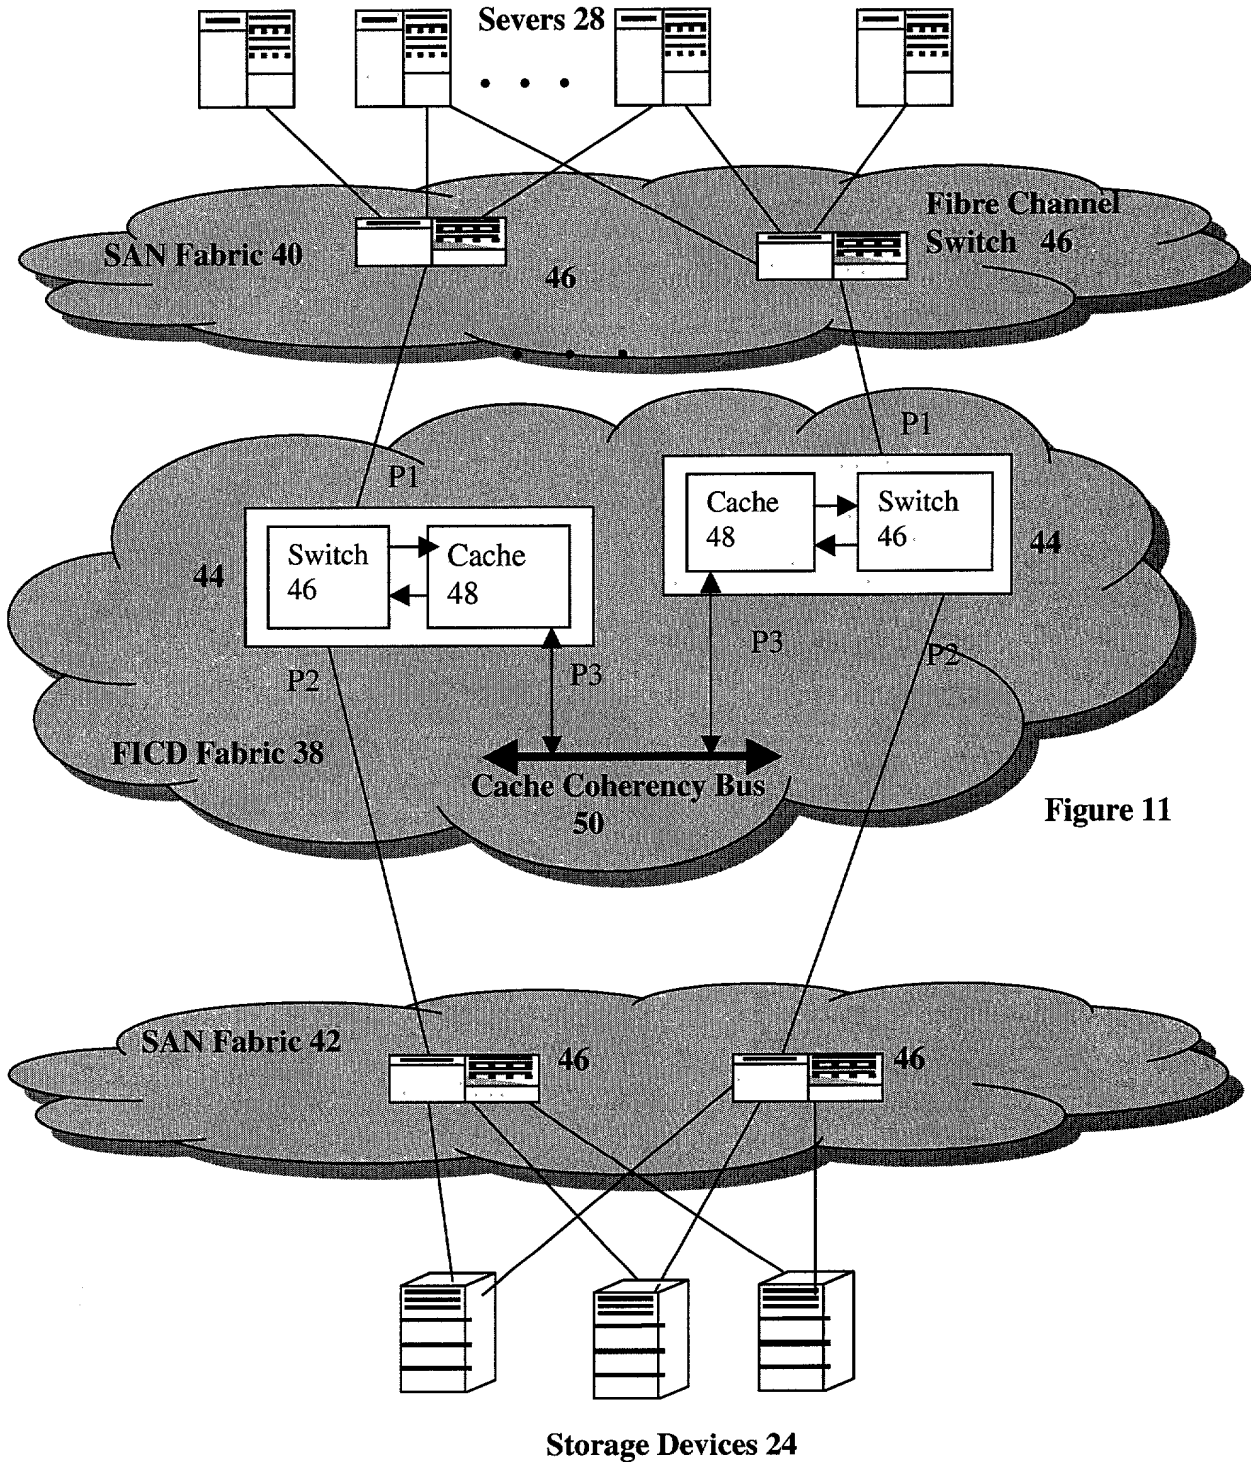 Severs 28
Fibre Channel
Switch 46
SAN Fabric 40
46
P1
P1
Cache
48
Switch
46
44
Switch
46
Cache
48
44
P3
P2
P2
P3
FICD Fabric 38
Cache Coherency Bus
50
Figure 11
SAN Fabric 42
46
46
Storage Devices 24